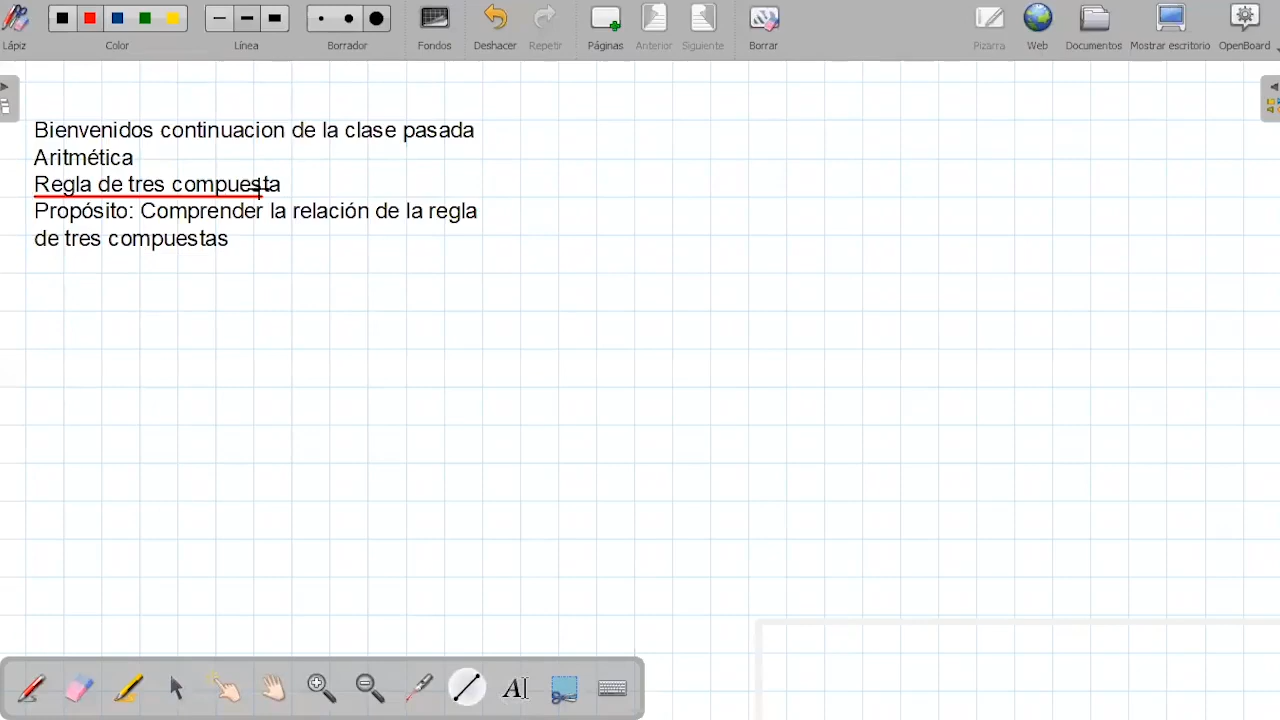 Lápiz
Color
Línea
Borrador
Fondos
Deshacer
Repetir
Páginas
Anterior
Siguiente
Borrar
Pizarra
Web
Documentos
Mostrar escritorio
OpenBoard
Bienvenidos continuacion de la clase pasada
Aritmética
Regla de tres compuesta
Propósito: Comprender la relación de la regla
de tres compuestas
AI